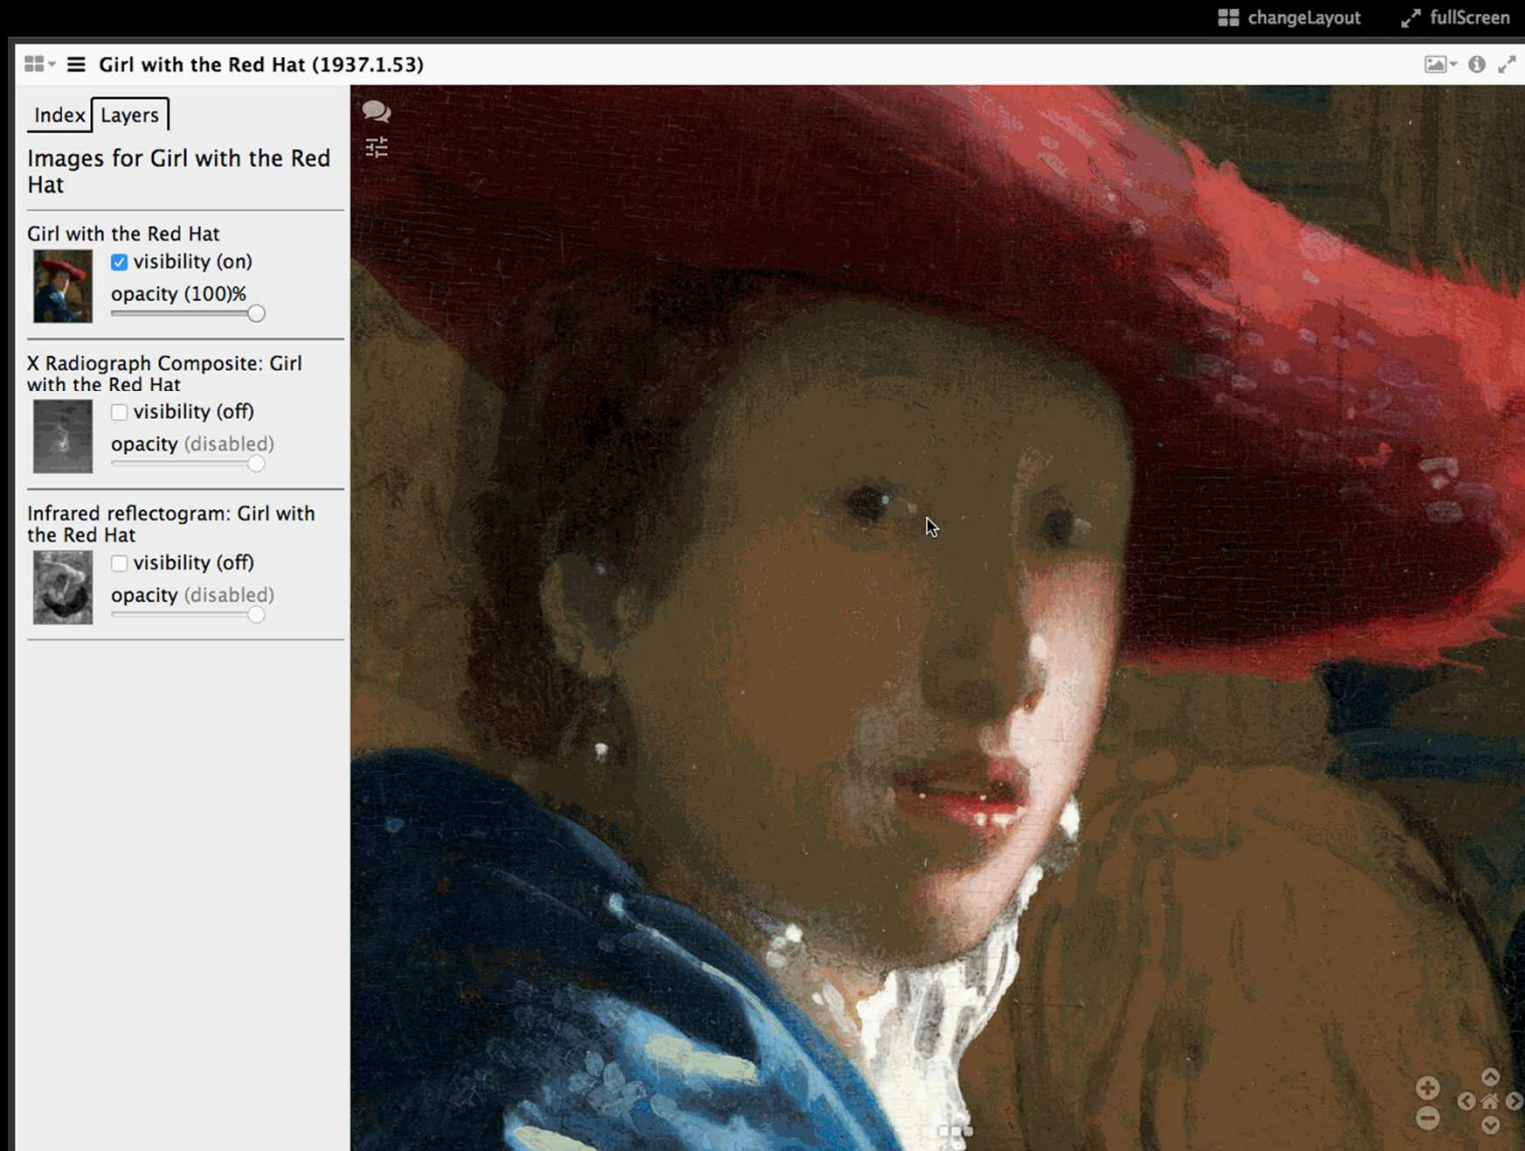 changeLayout fullScreen
Girl with the Red Hat (1937.1.53)
Index Layers
Images for Girl with the Red
Hat
Girl with the Red Hat
visibility (on)
opacity (100)%
X Radiograph Composite: Girl
with the Red Hat
visibility (off)
opacity (disabled)
Infrared reflectogram: Girl with
the Red Hat
visibility (off)
opacity (disabled)